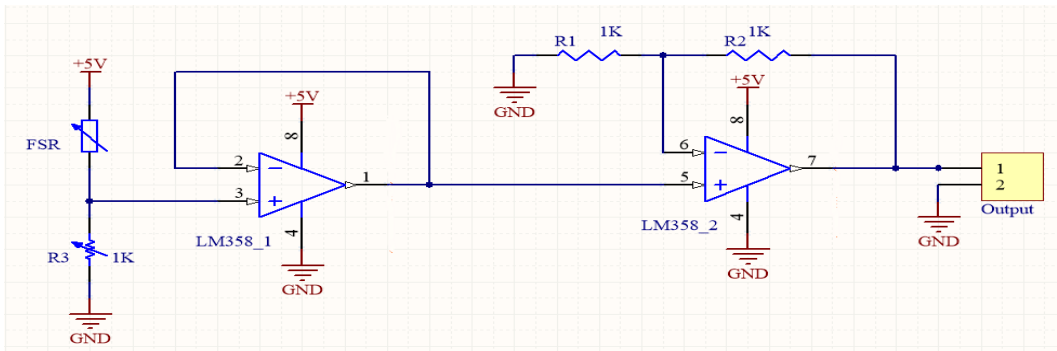 +5V
FSR
R3 1K
GND
2
3
8
+5V
1
4
LM358_1
GND
R1 1K
GND
R2 1K
+5V
8
6
5
7
4
LM358_2
GND
1
2
Output
GND